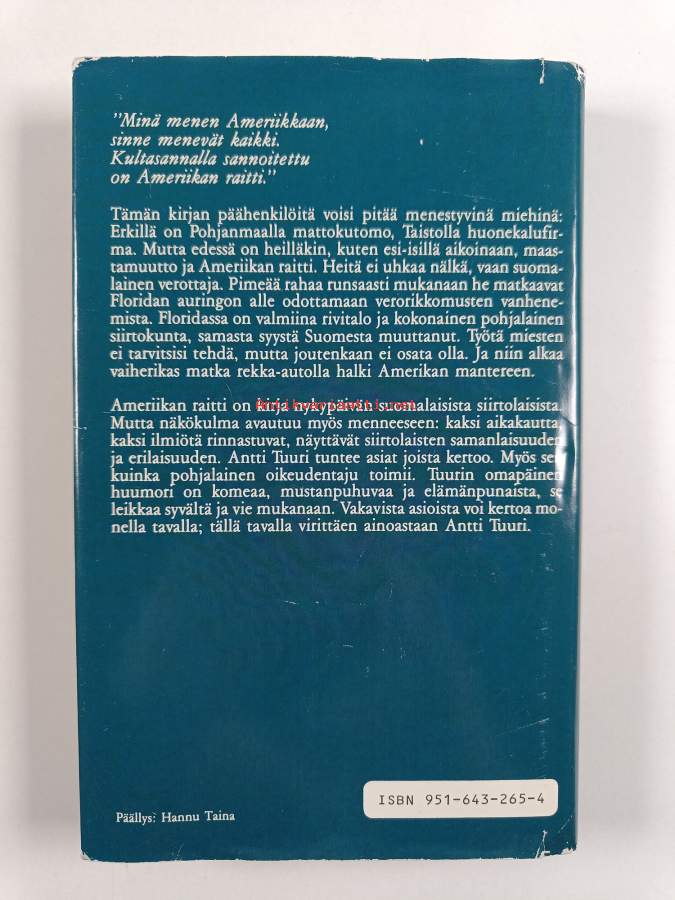 "Minä menen Ameriikkaan,
sinne menevät kaikki.
Kultasannalla sannoitettu
on Ameriikan raitti."
Tämän kirjan päähenkilöitä voisi pitää menestyvinä miehinä:
Erkillä on Pohjanmaalla mattokutomo, Taistolla huonekalufir-
ma. Mutta edessä on heilläkin, kuten esi-isillä aikoinaan, maas-
tamuutto ja Ameriikan raitti. Heitä ei uhkaa nälkä, vaan suoma-
lainen verottaja. Pimeää rahaa runsaasti mukanaan he matkaavat
Floridan auringon alle odottamaan verorikkomusten vanhene-
mista. Floridassa on valmiina rivitalo ja kokonainen pohjalainen
siirtokunta, samasta syystä Suomesta muuttanut. Työtä miesten
ei tarvitsisi tehdä, mutta joutenkaan ei osata olla. Ja niin alkaa
vaiherikas matka rekka-autolla halki Amerikan mantereen.
Ameriikan raitti on kirja nykypäivän suomalaisista siirtolaisista.
Mutta näkökulma avautuu myös menneeseen: kaksi aikakautta,
kaksi ilmiötä rinnastuvat, näyttävät siirtolaisten samanlaisuuden
ja erilaisuuden. Antti Tuuri tuntee asiat joista kertoo. Myös sen
kuinka pohjalainen oikeudentaju toimii. Tuurin omapäinen
huumori on komeaa, mustanpuhuvaa ja elämänpunaista, se
leikkaa syvältä ja vie mukanaan. Vakavista asioista voi kertoa mo-
nella tavalla; tällä tavalla virittäen ainoastaan Antti Tuuri.
ISBN 951-643-265-4
Päällys: Hannu Taina